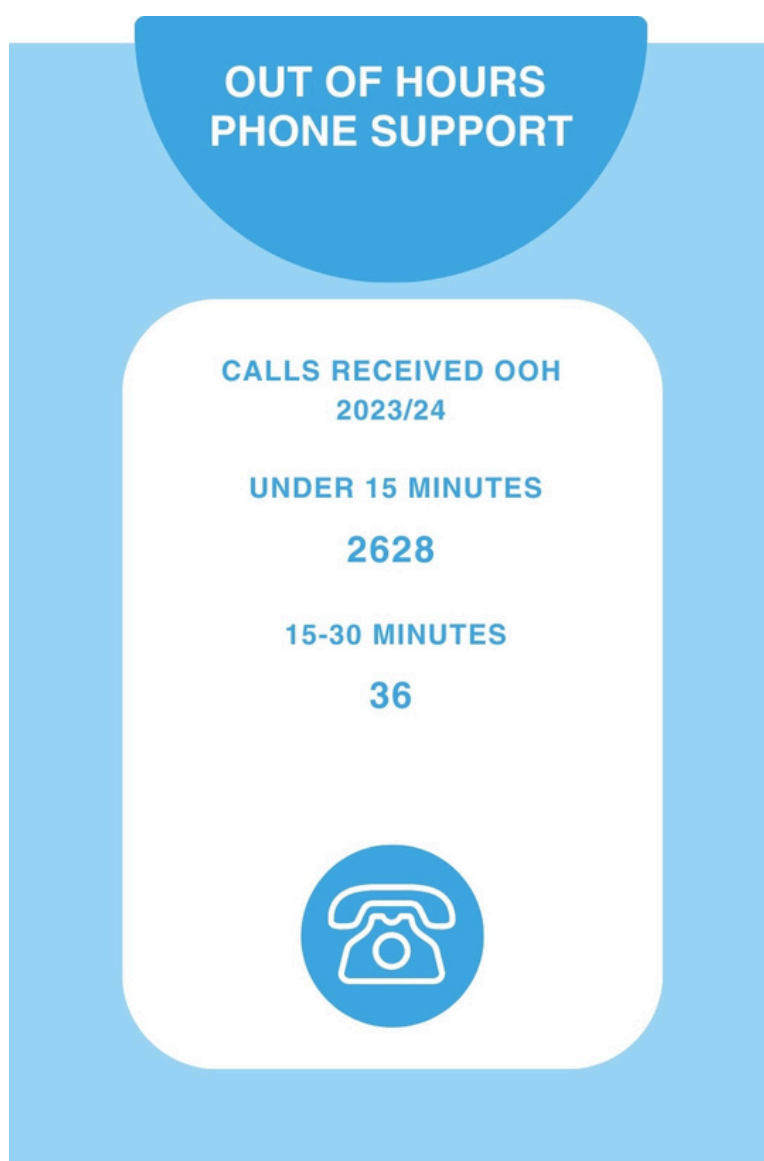 OUT OF HOURS
PHONE SUPPORT
CALLS RECEIVED OOH
2023/24
UNDER 15 MINUTES
2628
15-30 MINUTES
36